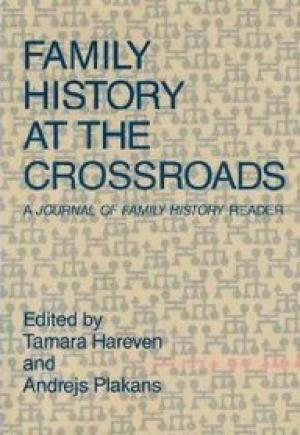 FAMILY
HISTORY
AT THE
CROSSROADS
A JOURNAL OF FAMILY HISTORY READER
Edited by
Tamara Hareven
and
Andrejs Plakans